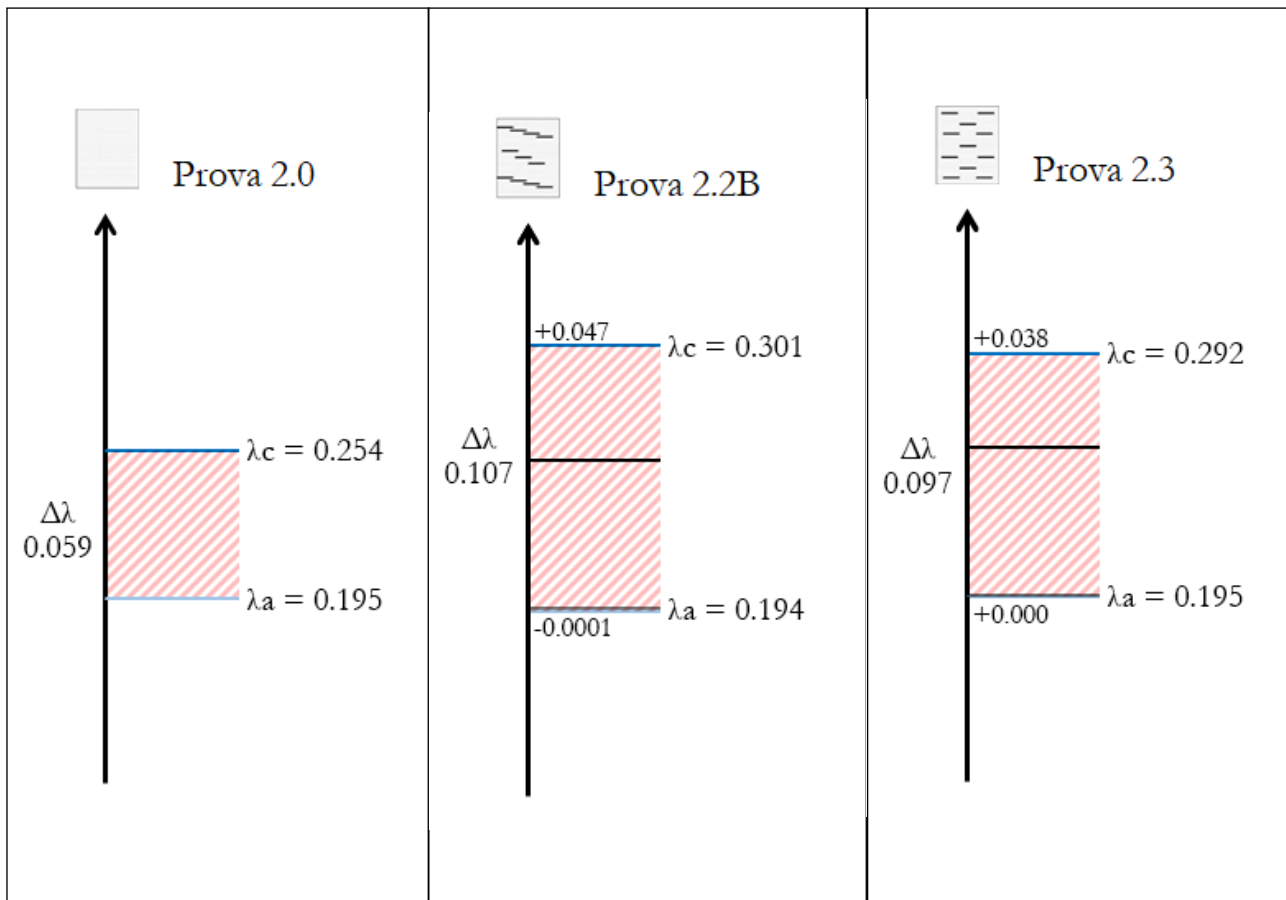 Prova 2.0
λc = 0.254
Δλ
0.059
λa = 0.195
Prova 2.2B
+0.047
λc = 0.301
Δλ
0.107
λa = 0.194
-0.0001
Prova 2.3
+0.038
λc = 0.292
Δλ
0.097
λa = 0.195
+0.000